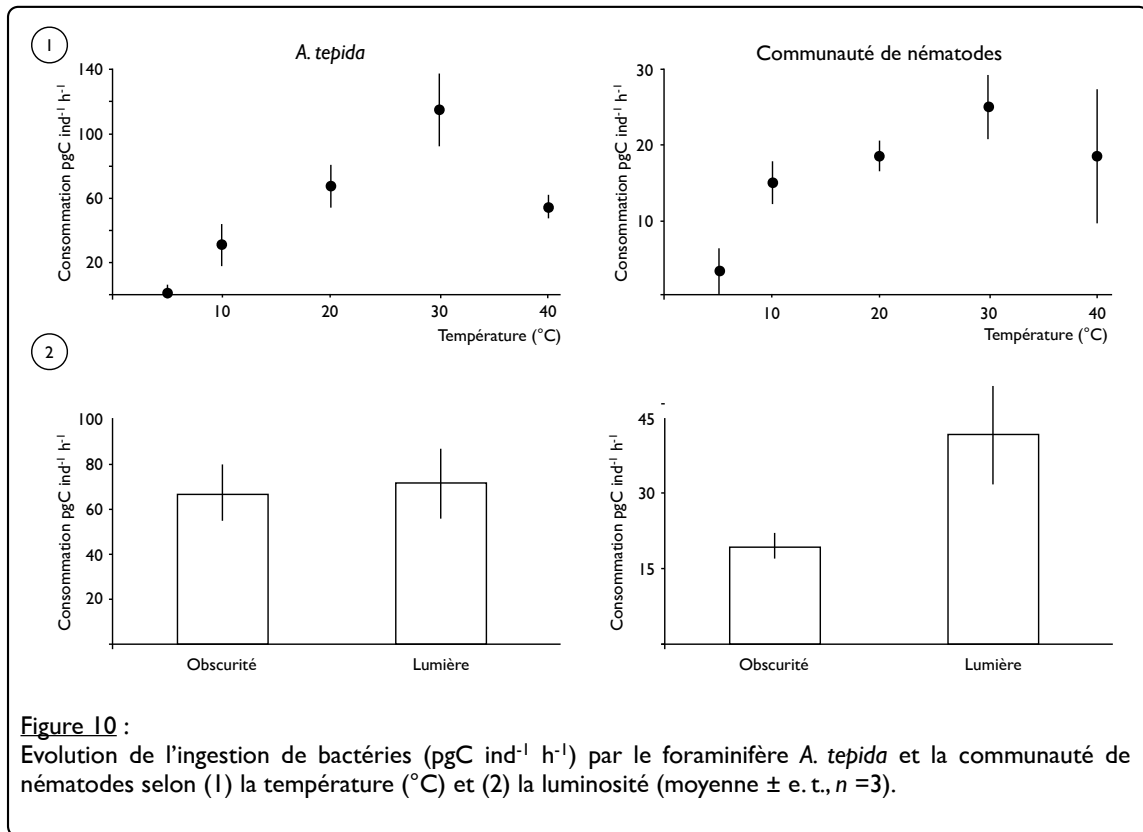 1
A. tepida
Communauté de nématodes
Consommation pgC ind⁻¹ h⁻¹)
140
100
60
20
10
20
30
40
Température (°C)
Consommation pgC ind⁻¹ h⁻¹)
30
20
10
10
20
30
40
Température (°C)
2
Consommation pgC ind⁻¹ h⁻¹)
100
80
60
40
20
Obscurité
Lumière
Consommation pgC ind⁻¹ h⁻¹)
45
30
15
Obscurité
Lumière
Figure 10 :
Evolution de l'ingestion de bactéries (pgC ind⁻¹ h⁻¹) par le foraminifère A. tepida et la communauté de
nématodes selon (1) la température (°C) et (2) la luminosité (moyenne ± e. t., n =3).